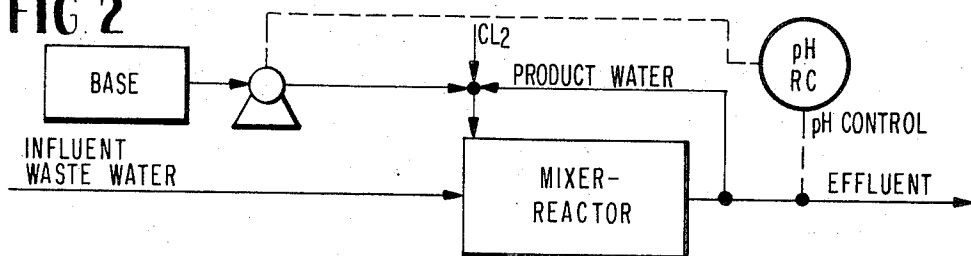 FIG. 2
CL2
BASE
PRODUCT WATER
pH
RC
pH CONTROL
INFLUENT
WASTE WATER
MIXER-
REACTOR
EFFLUENT